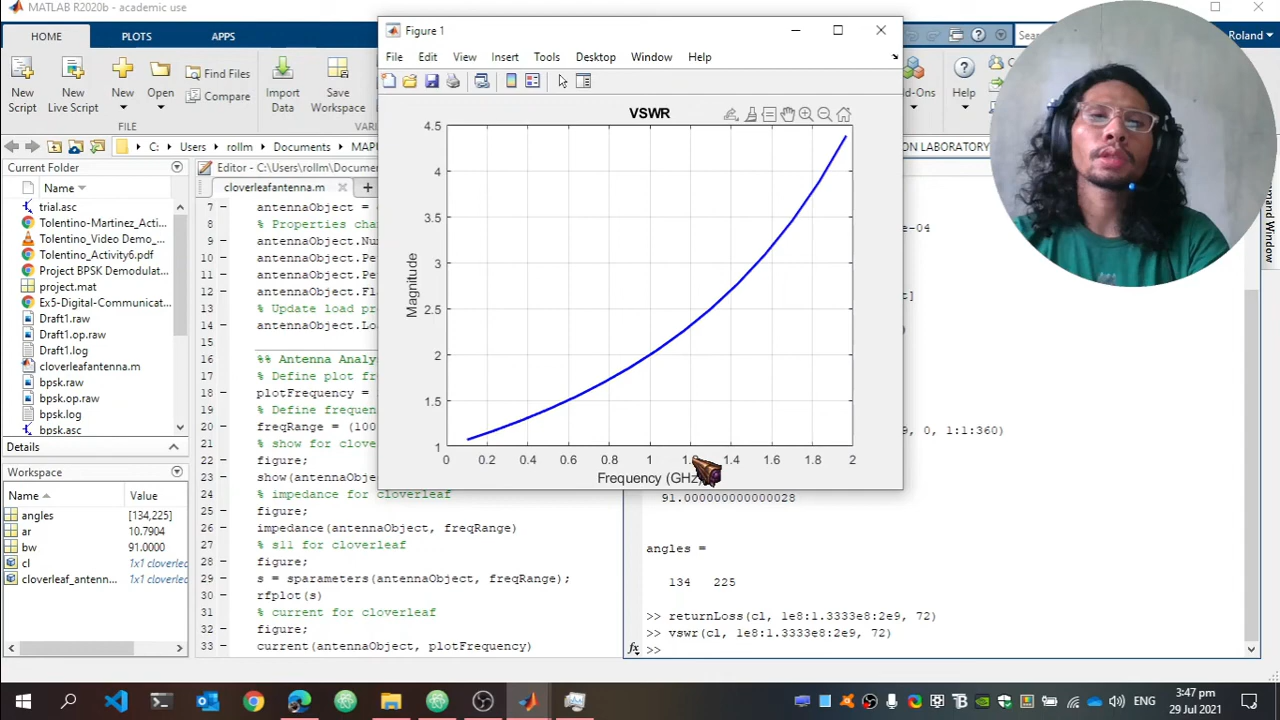 MATLAB R2020b - academic use
HOME
PLOTS
APPS
Roland
New
Script
New
Live Script
New
Open
Find Files
Compare
Import
Data
Save
Workspace
FILE
Help
C:
Users
rollm
Documents
ON LABORATORY
Figure 1
File
Edit
View
Insert
Tools
Desktop
Window
Help
VSWR
Magnitude
4.5
4
3.5
3
2.5
2
1.5
1
0
0.2
0.4
0.6
0.8
1
1.4
1.6
1.8
2
Frequency (GHz)
Current Folder
Name
trial.asc
Tolentino-Martinez_Acti...
Tolentino_Video Demo_...
Tolentino_Activity6.pdf
Project BPSK Demodulat...
project.mat
Ex5-Digital-Communicat...
Draft1.raw
Draft1.op.raw
Draft1.log
cloverleafantenna.m
bpsk.raw
bpsk.op.raw
bpsk.log
bpsk.asc
Details
Workspace
Name
Value
angles
[134,225]
ar
10.7904
bw
91.0000
cl
1x1 cloverlea
cloverleaf_antenn...
1x1 cloverlea
Editor - C:\Users\rollm\Docume
cloverleafantenna.m
7 antennaObject =
8 % Properties cha
9 antennaObject.Nu
10 antennaObject.Pe
11 antennaObject.Pe
12 antennaObject.Fl
13 % Update load pr
14 antennaObject.Lo
15
16 %% Antenna Analy
17 % Define plot fr
18 plotFrequency =
19 % Define frequen
20 freqRange = (100
21 % show for clove
22 figure;
23 show(antennaObje
24 % impedance for cloverleaf
25 figure;
26 impedance(antennaObject, freqRange)
27 % s11 for cloverleaf
28 figure;
29 s = sparameters(antennaObject, freqRange);
30 rfplot(s)
31 % current for cloverleaf
32 figure;
33 current(antennaObject, plotFrequency)
mmand Window
e-04
e9, 0, 1:1:360)
91.000000000000028
angles =
134 225
>> returnLoss(cl, 1e8:1.3333e8:2e9, 72)
>> vswr(cl, 1e8:1.3333e8:2e9, 72)
fx >>
ENG
3:47 pm
29 Jul 2021